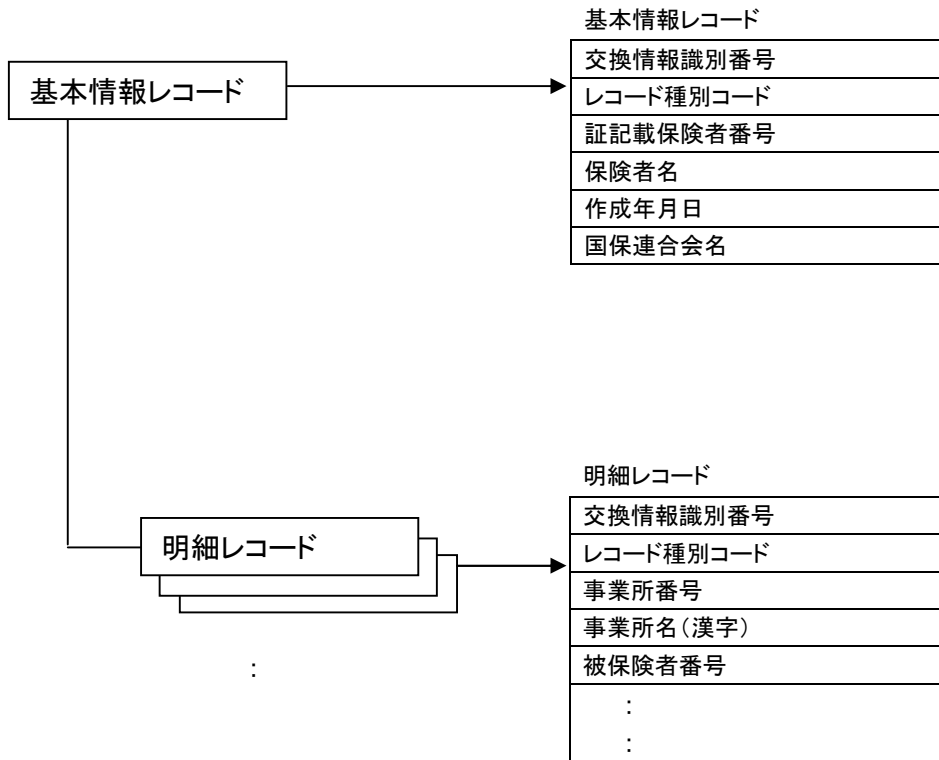 基本情報レコード
基本情報レコード
交換情報識別番号
レコード種別コード
証記載保険者番号
保険者名
作成年月日
国保連合会名
明細レコード
明細レコード
交換情報識別番号
レコード種別コード
事業所番号
事業所名(漢字)
被保険者番号
:
:
: